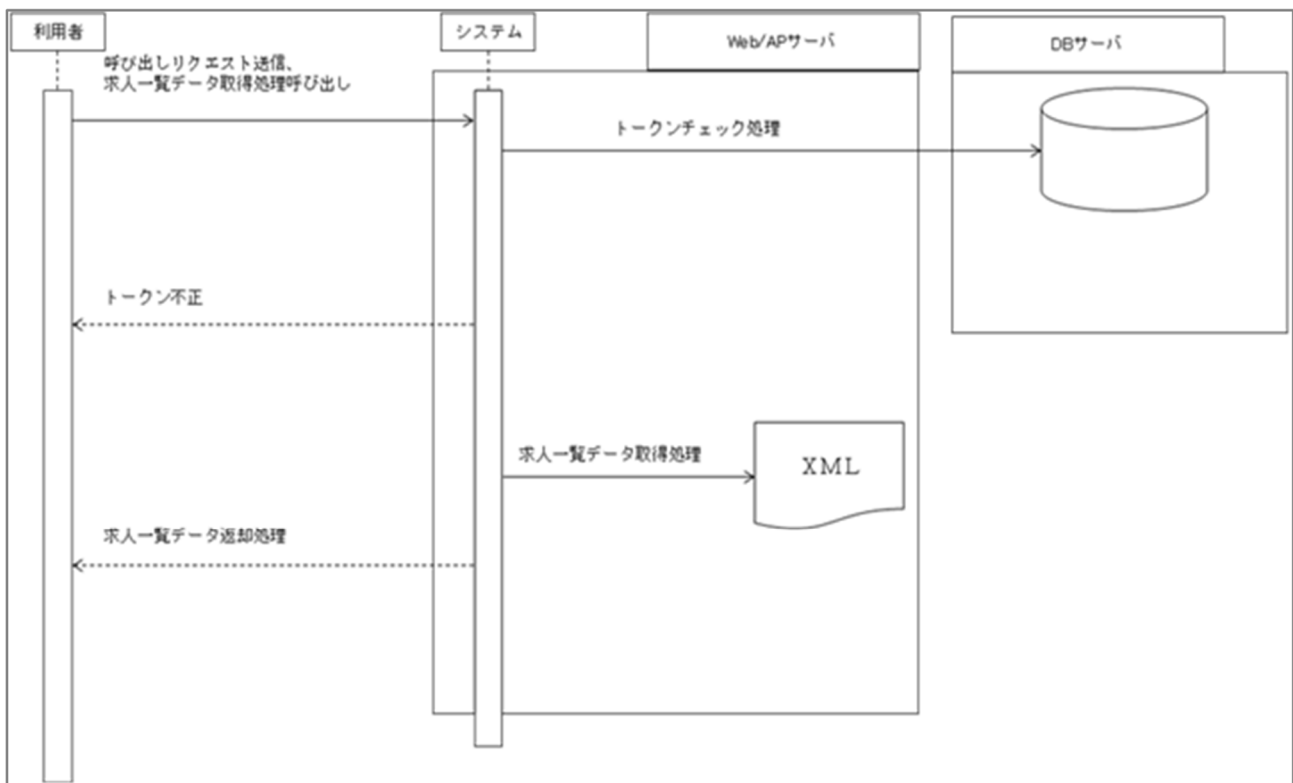 利用者
システム
Web/APサーバ
DBサーバ
呼び出しリクエスト送信、
求人一覧データ取得処理呼び出し
トークンチェック処理
トークン不正
求人一覧データ取得処理
XML
求人一覧データ返却処理